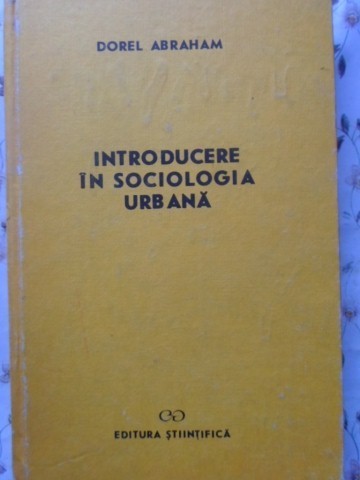 DOREL ABRAHAM
INTRODUCERE
ÎN SOCIOLOGIA
URBANĂ
EDITURA ȘTIINȚIFICĂ